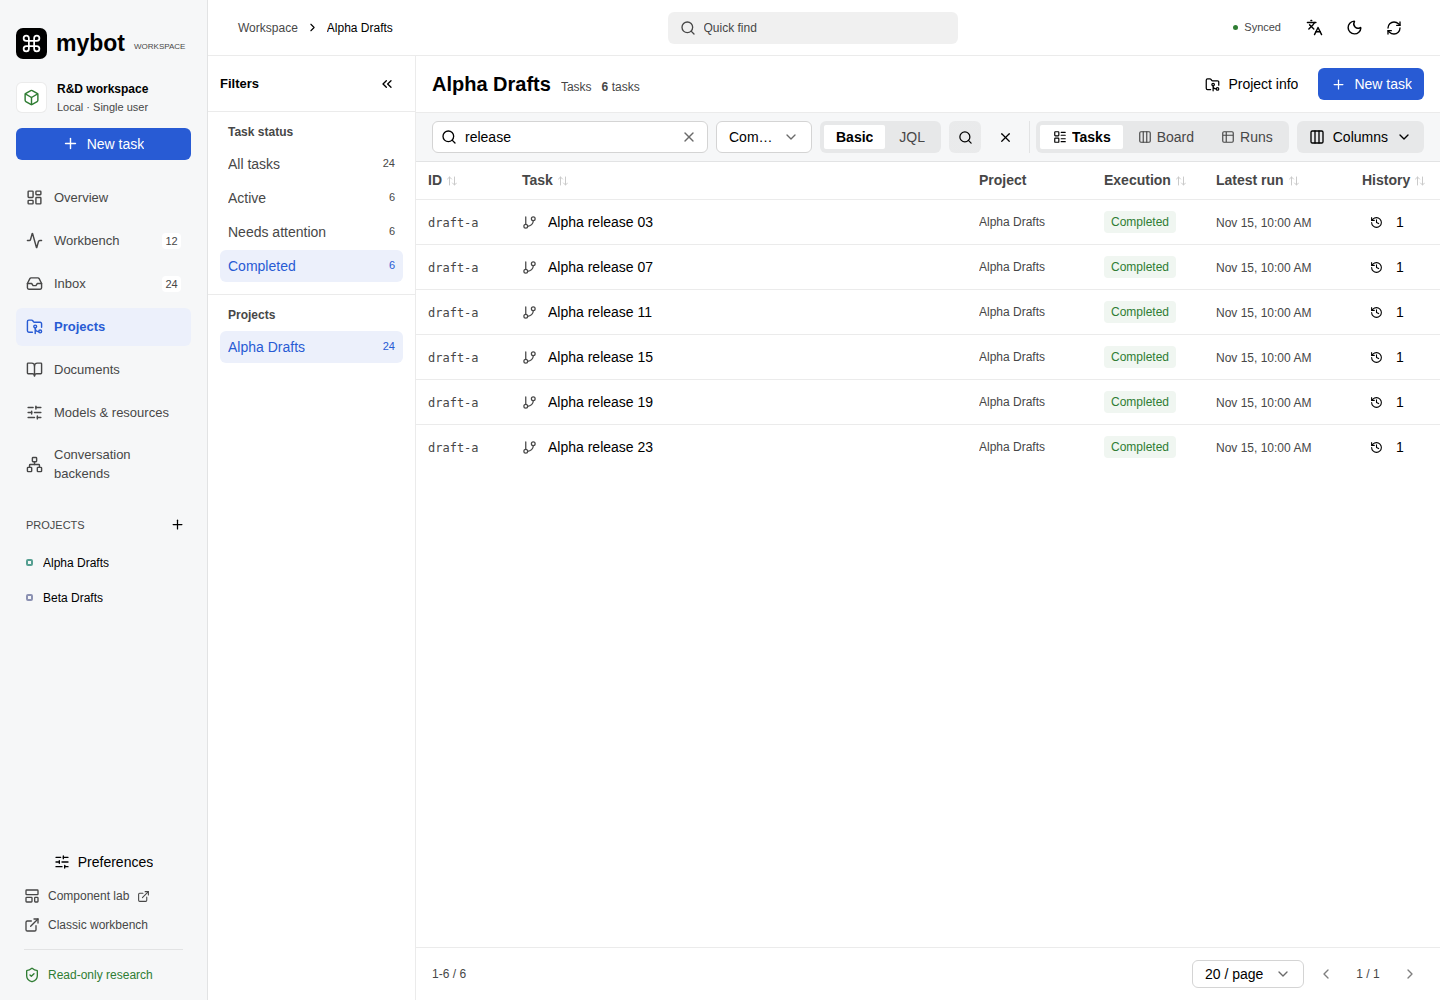 mybot WORKSPACE
R&D workspace
Local · Single user
New task
Overview
Workbench 12
Inbox 24
Projects
Documents
Models & resources
Conversation
backends
PROJECTS
Alpha Drafts
Beta Drafts
Preferences
Component lab
Classic workbench
Read-only research
Workspace Alpha Drafts
Quick find
Synced
Filters
Task status
All tasks 24
Active 6
Needs attention 6
Completed 6
Projects
Alpha Drafts 24
Alpha Drafts Tasks 6 tasks
Project info
New task
release
Com…
Basic JQL
Tasks Board Runs
Columns
ID Task Project Execution Latest run History
draft-a Alpha release 03 Alpha Drafts Completed Nov 15, 10:00 AM 1
draft-a Alpha release 07 Alpha Drafts Completed Nov 15, 10:00 AM 1
draft-a Alpha release 11 Alpha Drafts Completed Nov 15, 10:00 AM 1
draft-a Alpha release 15 Alpha Drafts Completed Nov 15, 10:00 AM 1
draft-a Alpha release 19 Alpha Drafts Completed Nov 15, 10:00 AM 1
draft-a Alpha release 23 Alpha Drafts Completed Nov 15, 10:00 AM 1
1-6 / 6
20 / page
1 / 1